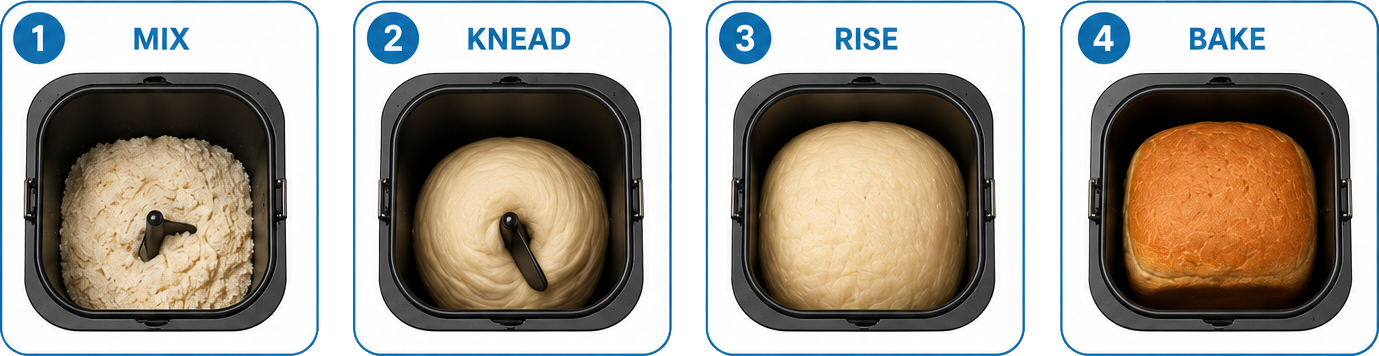 1 MIX
2 KNEAD
3 RISE
4 BAKE